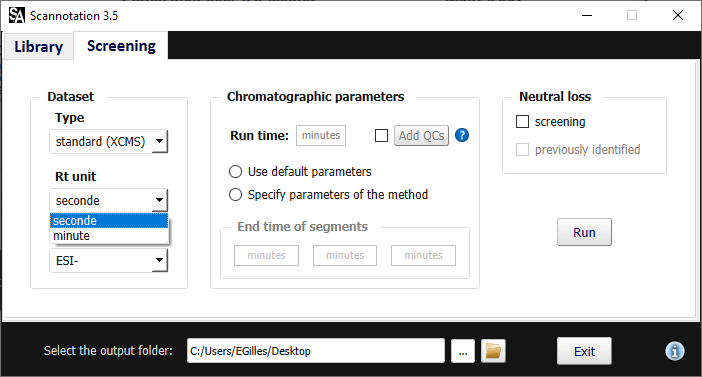 SA Scannotation 3.5
Library Screening
Dataset
Type
standard (XCMS)
Rt unit
seconde
seconde
minute
ESI-
Chromatographic parameters
Run time: minutes Add QCs ?
Use default parameters
Specify parameters of the method
End time of segments
minutes minutes minutes
Neutral loss
screening
previously identified
Run
Select the output folder: C:/Users/EGilles/Desktop ... Exit i